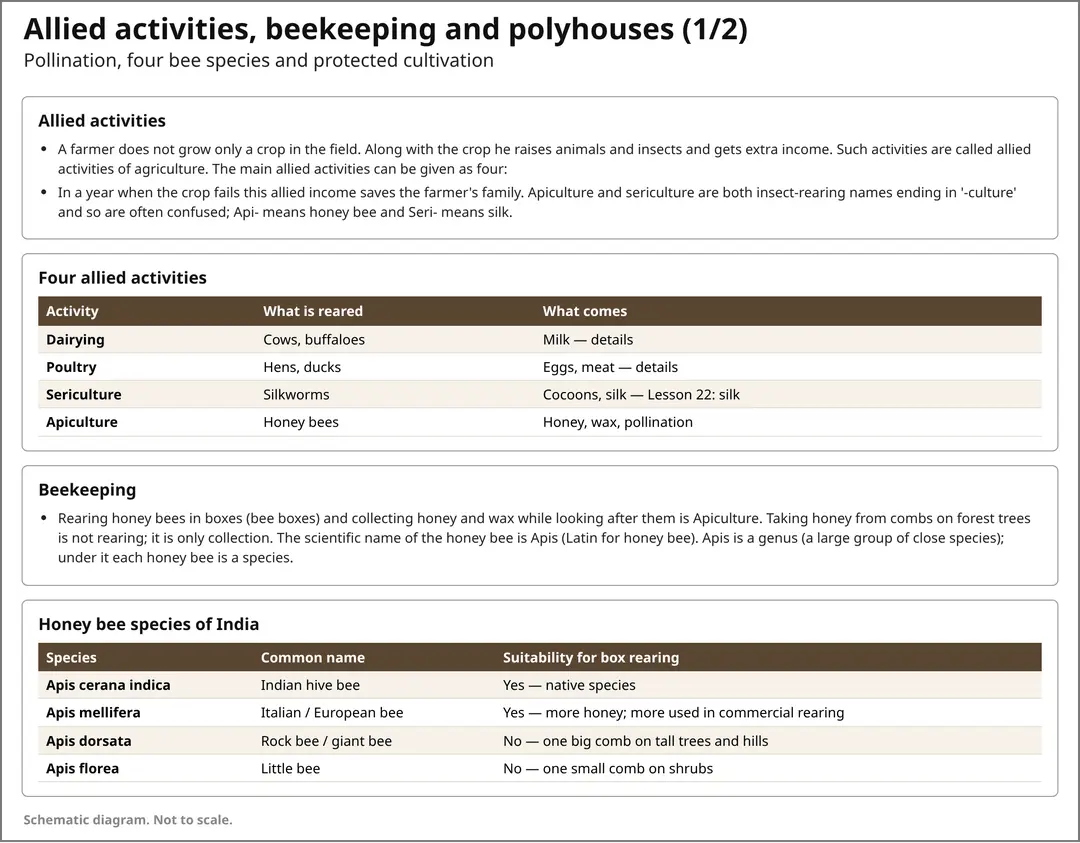 Allied activities, beekeeping and polyhouses (1/2)
Pollination, four bee species and protected cultivation
Allied activities
• A farmer does not grow only a crop in the field. Along with the crop he raises animals and insects and gets extra income. Such activities are called allied
activities of agriculture. The main allied activities can be given as four:
• In a year when the crop fails this allied income saves the farmer's family. Apiculture and sericulture are both insect-rearing names ending in '-culture'
and so are often confused; Api- means honey bee and Seri- means silk.
Four allied activities
Activity What is reared What comes
Dairying Cows, buffaloes Milk — details
Poultry Hens, ducks Eggs, meat — details
Sericulture Silkworms Cocoons, silk — Lesson 22: silk
Apiculture Honey bees Honey, wax, pollination
Beekeeping
• Rearing honey bees in boxes (bee boxes) and collecting honey and wax while looking after them is Apiculture. Taking honey from combs on forest trees
is not rearing; it is only collection. The scientific name of the honey bee is Apis (Latin for honey bee). Apis is a genus (a large group of close species);
under it each honey bee is a species.
Honey bee species of India
Species Common name Suitability for box rearing
Apis cerana indica Indian hive bee Yes — native species
Apis mellifera Italian / European bee Yes — more honey; more used in commercial rearing
Apis dorsata Rock bee / giant bee No — one big comb on tall trees and hills
Apis florea Little bee No — one small comb on shrubs
Schematic diagram. Not to scale.